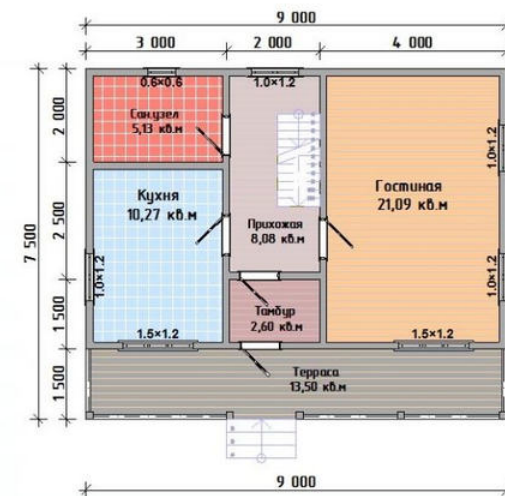 9 000
3 000 2 000 4 000
0.6×0.6
1.0×1.2
Сан.узел
5,13 кв.м
2 000
1.0×1.2
Кухня
10,27 кв.м
Гостиная
21,09 кв.м
Прихожая
8,08 кв.м
2 500
7 500
1.0×1.2
1.0×1.2
Тамбур
2,60 кв.м
1 500
1.5×1.2
1.5×1.2
Терраса
13,50 кв.м
1 500
9 000